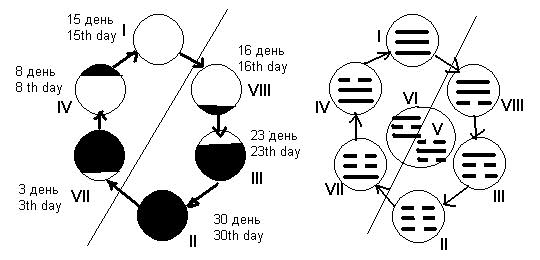 15 день
15th day
I
16 день
16th day
8 день
8 th day
VIII
IV
23 день
23th day
III
VII
3 день
3th day
30 день
30th day
II
I
VI
IV
V
VIII
VII
III
II